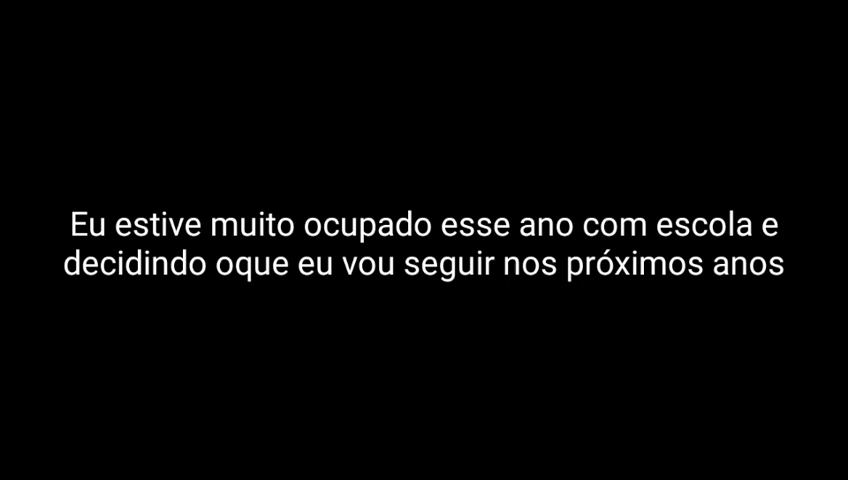 Eu estive muito ocupado esse ano com escola e
decidindo oque eu vou seguir nos próximos anos